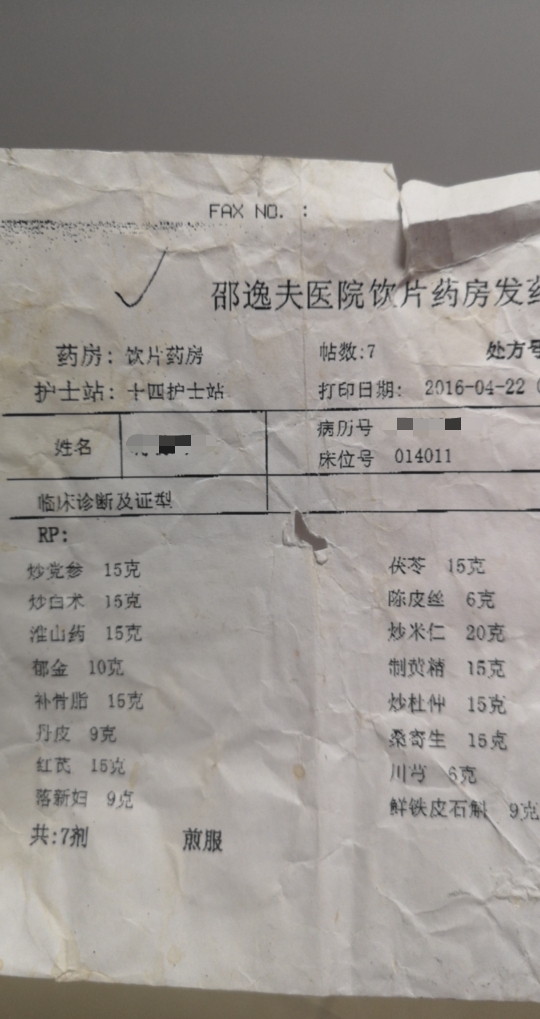 FAX NO. :
邵逸夫医院饮片药房发药
药房: 饮片药房 帖数:7 处方号
护士站: 十四护士站 打印日期: 2016-04-22
姓名 病历号
床位号 014011
临床诊断及证型
RP:
炒党参 15克 茯苓 15克
炒白术 15克 陈皮丝 6克
淮山药 15克 炒米仁 20克
郁金 10克 制黄精 15克
补骨脂 15克 炒杜仲 15克
丹皮 9克 桑寄生 15克
红芪 15克 川芎 6克
落新妇 9克 鲜铁皮石斛 9克
共:7剂 煎服